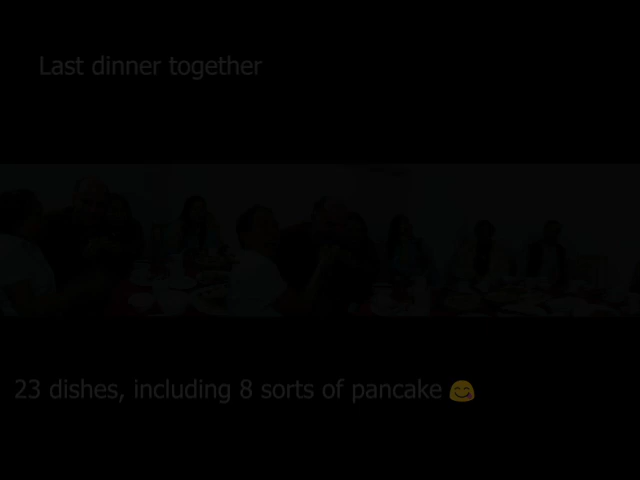 Last dinner together
23 dishes, including 8 sorts of pancake 😋